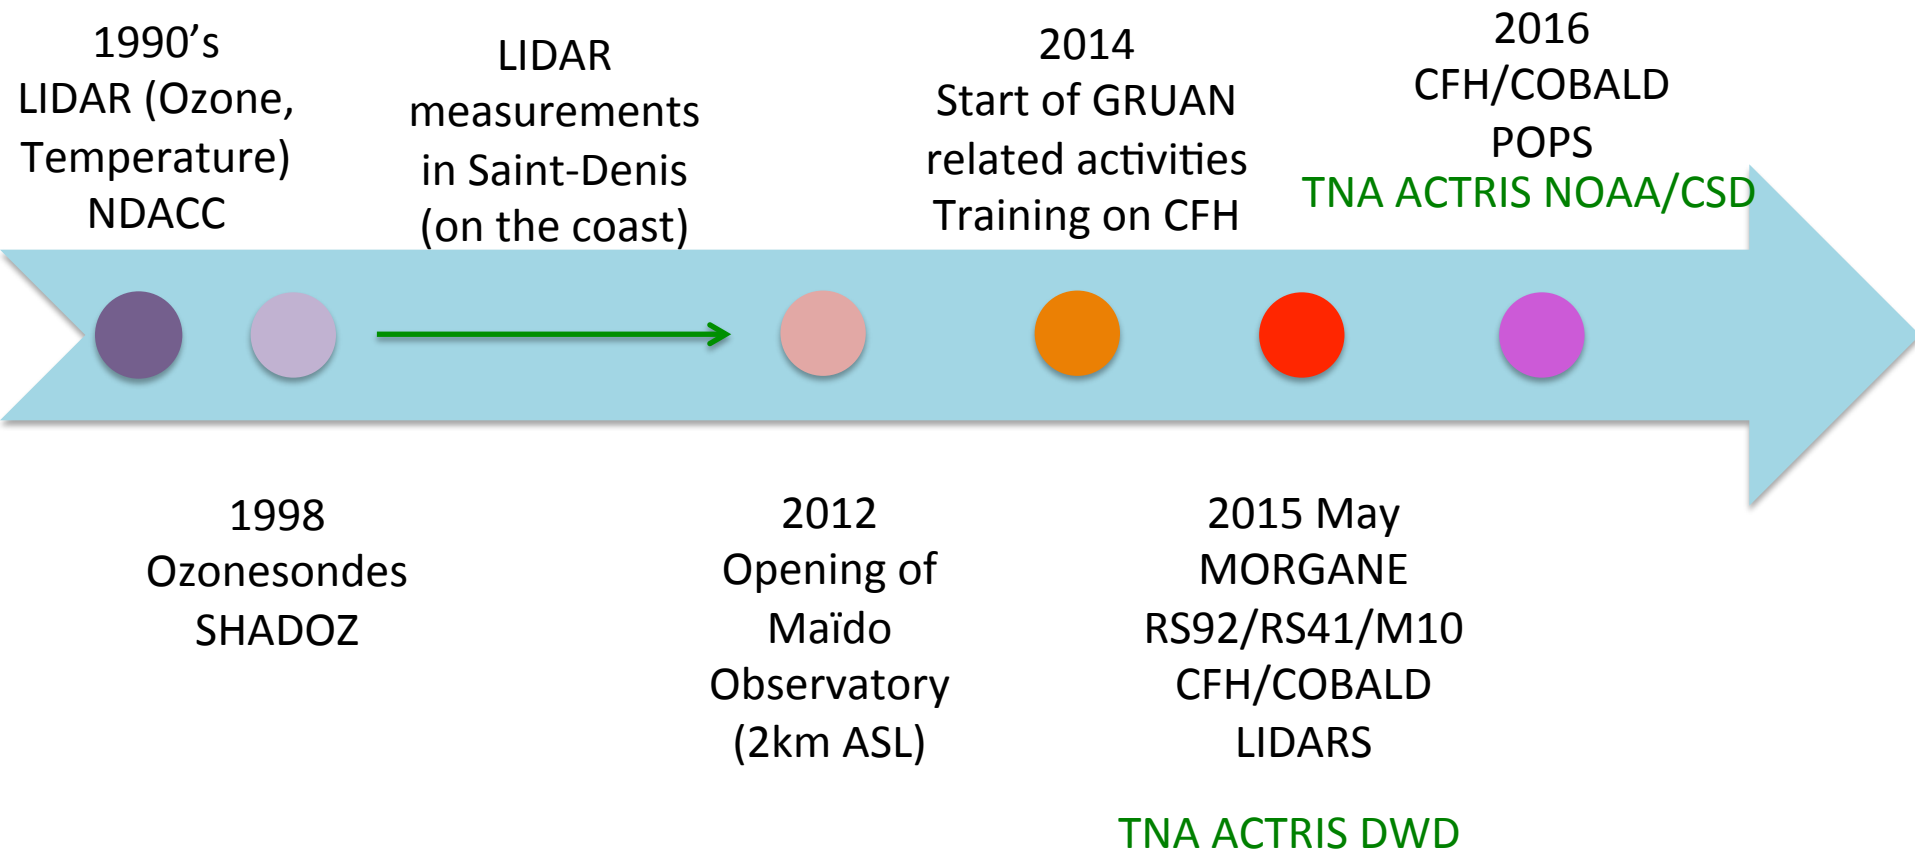 1990’s
LIDAR (Ozone,
Temperature)
NDACC
LIDAR
measurements
in Saint-Denis
(on the coast)
2014
Start of GRUAN
related activities
Training on CFH
2016
CFH/COBALD
POPS
TNA ACTRIS NOAA/CSD
1998
Ozonesondes
SHADOZ
2012
Opening of
Maïdo
Observatory
(2km ASL)
2015 May
MORGANE
RS92/RS41/M10
CFH/COBALD
LIDARS
TNA ACTRIS DWD